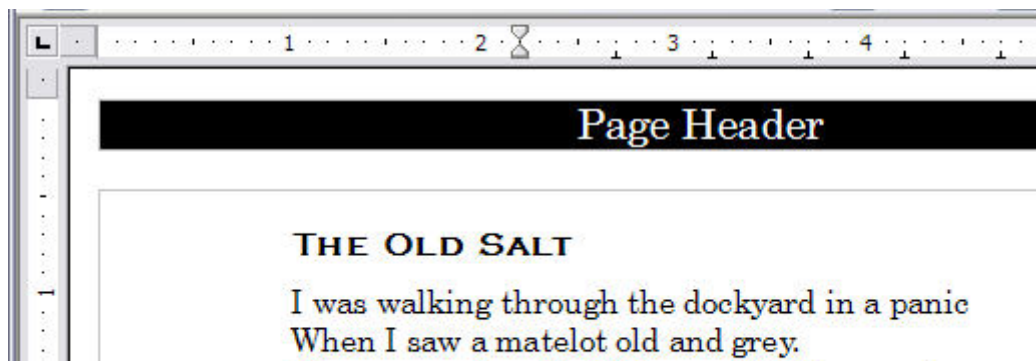 1 2 3 4
Page Header
1
THE OLD SALT
I was walking through the dockyard in a panic
When I saw a matelot old and grey.